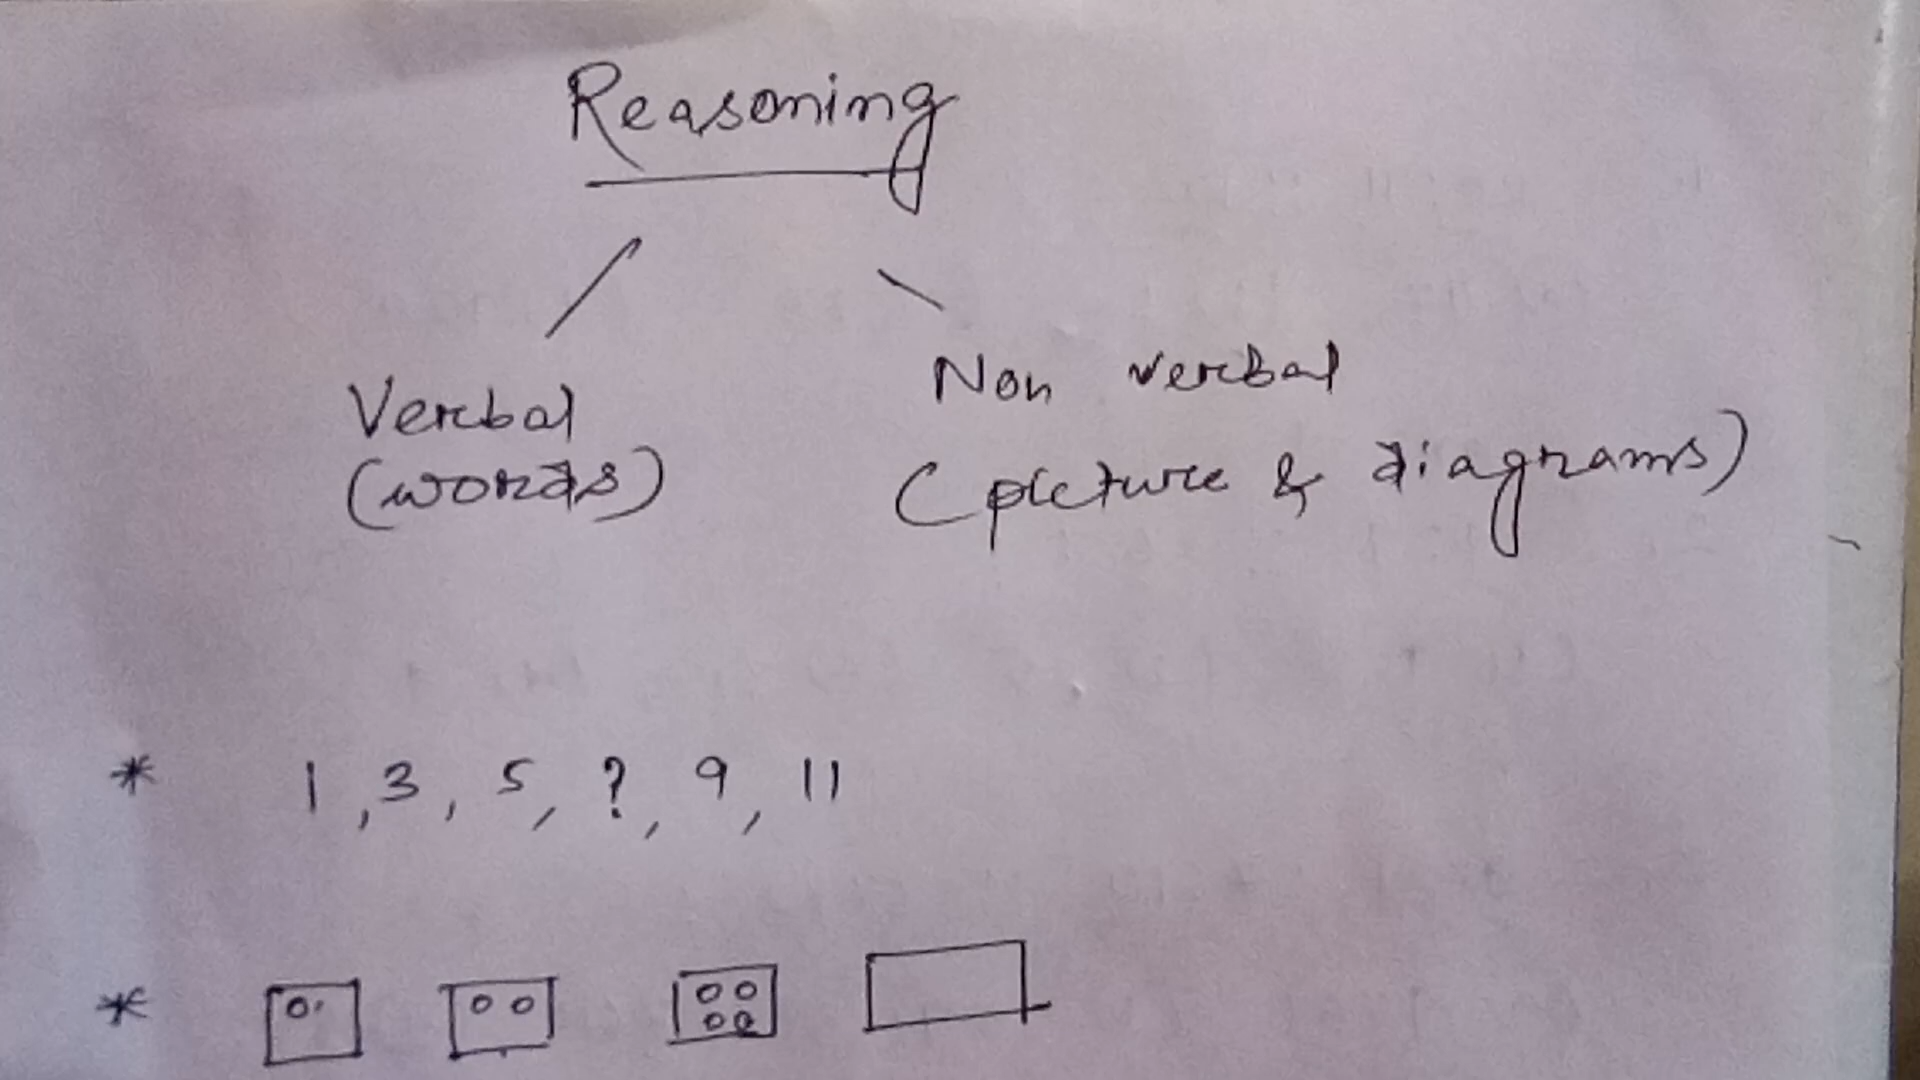 Reasoning
Verbal
(words)
Non verbal
(picture & diagrams)
* 1, 3, 5, ?, 9, 11
*